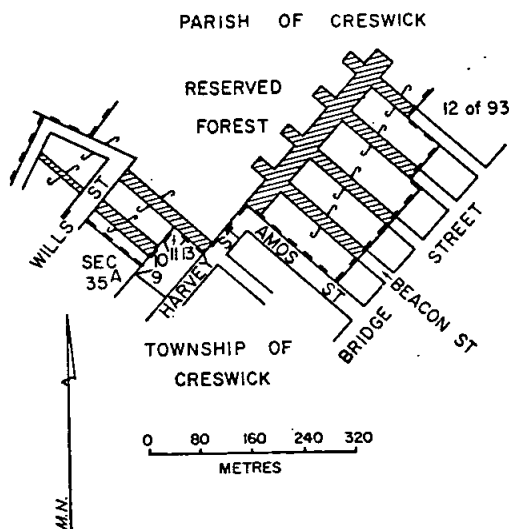 PARISH OF CRESWICK
RESERVED
FOREST
12 of 93
WILLS ST
SEC
35A
9
10
11
13
HARVEY ST
AMOS ST
BRIDGE STREET
BEACON ST
TOWNSHIP OF
CRESWICK
0 80 160 240 320
METRES
M.N.